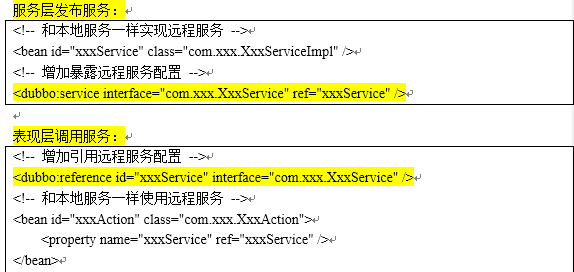 服务层发布服务：
<!-- 和本地服务一样实现远程服务 -->
<bean id="xxxService" class="com.xxx.XxxServiceImpl" />
<!-- 增加暴露远程服务配置 -->
<dubbo:service interface="com.xxx.XxxService" ref="xxxService" />
表现层调用服务：
<!-- 增加引用远程服务配置 -->
<dubbo:reference id="xxxService" interface="com.xxx.XxxService" />
<!-- 和本地服务一样使用远程服务 -->
<bean id="xxxAction" class="com.xxx.XxxAction">
<property name="xxxService" ref="xxxService" />
</bean>